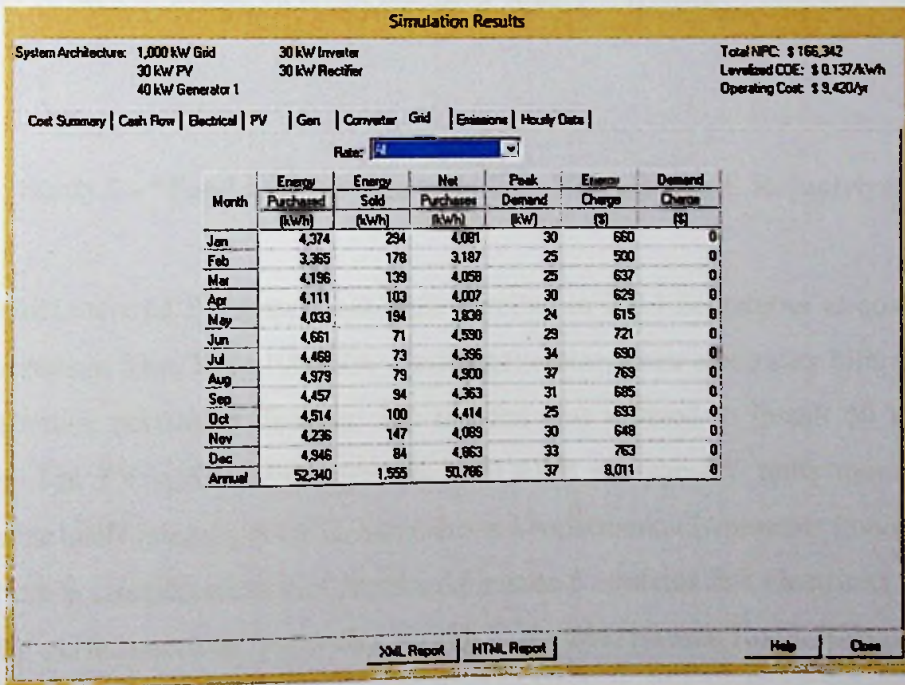 Simulation Results
System Architecture: 1,000 kW Grid 30 kW Inverter Total NPC: $ 166,342
30 kW PV 30 kW Rectifier Levelized COE: $ 0.137/kWh
40 kW Generator 1 Operating Cost: $ 9,420/yr
Cost Summary Cash Flow Electrical PV Gen Converter Grid Emissions Hourly Data
Rate: All
Month Energy Purchased (kWh) Energy Sold (kWh) Net Purchases (kWh) Peak Demand (kW) Energy Charge ($) Demand Charge ($)
Jan 4,374 294 4,081 30 660 0
Feb 3,365 178 3,187 25 500 0
Mar 4,196 139 4,058 25 637 0
Apr 4,111 103 4,007 30 629 0
May 4,033 194 3,838 24 615 0
Jun 4,661 71 4,590 29 721 0
Jul 4,468 73 4,396 34 690 0
Aug 4,979 79 4,900 37 769 0
Sep 4,457 94 4,363 31 685 0
Oct 4,514 100 4,414 25 693 0
Nov 4,236 147 4,089 30 648 0
Dec 4,946 84 4,863 33 763 0
Annual 52,340 1,555 50,786 37 8,011 0
XML Report HTML Report Help Close